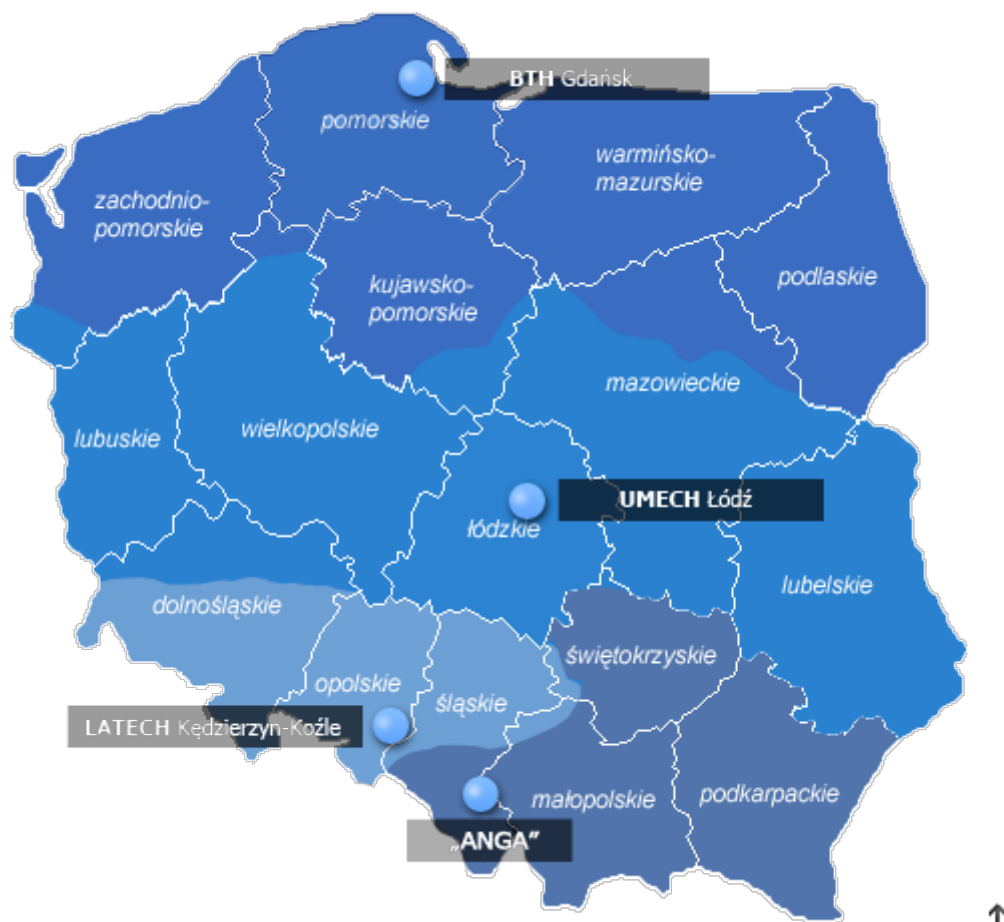 BTH Gdańsk
pomorskie
warmińsko-
mazurskie
zachodnio-
pomorskie
podlaskie
kujawsko-
pomorskie
mazowieckie
wielkopolskie
lubuskie
UMECH Łódź
łódzkie
lubelskie
dolnośląskie
świętokrzyskie
opolskie
śląskie
LATECH Kędzierzyn-Koźle
podkarpackie
małopolskie
„ANGA”